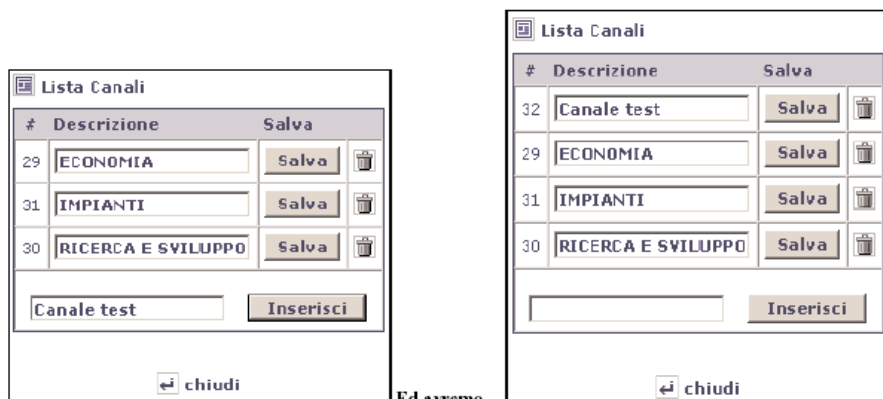 Lista Canali
# Descrizione Salva
29 ECONOMIA Salva
31 IMPIANTI Salva
30 RICERCA E SVILUPPO Salva
Canale test Inserisci
chiudi
Ed avremo
Lista Canali
# Descrizione Salva
32 Canale test Salva
29 ECONOMIA Salva
31 IMPIANTI Salva
30 RICERCA E SVILUPPO Salva
Inserisci
chiudi